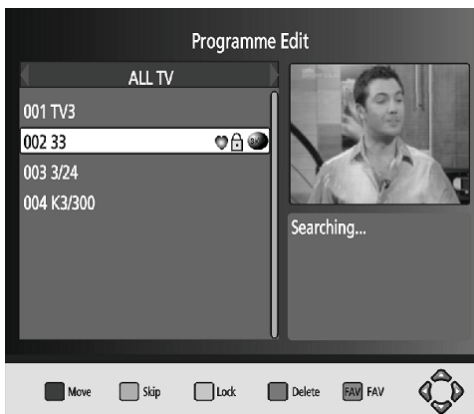 Programme Edit
ALL TV
001 TV3
002 33
003 3/24
004 K3/300
Searching...
Move Skip Lock Delete FAV FAV